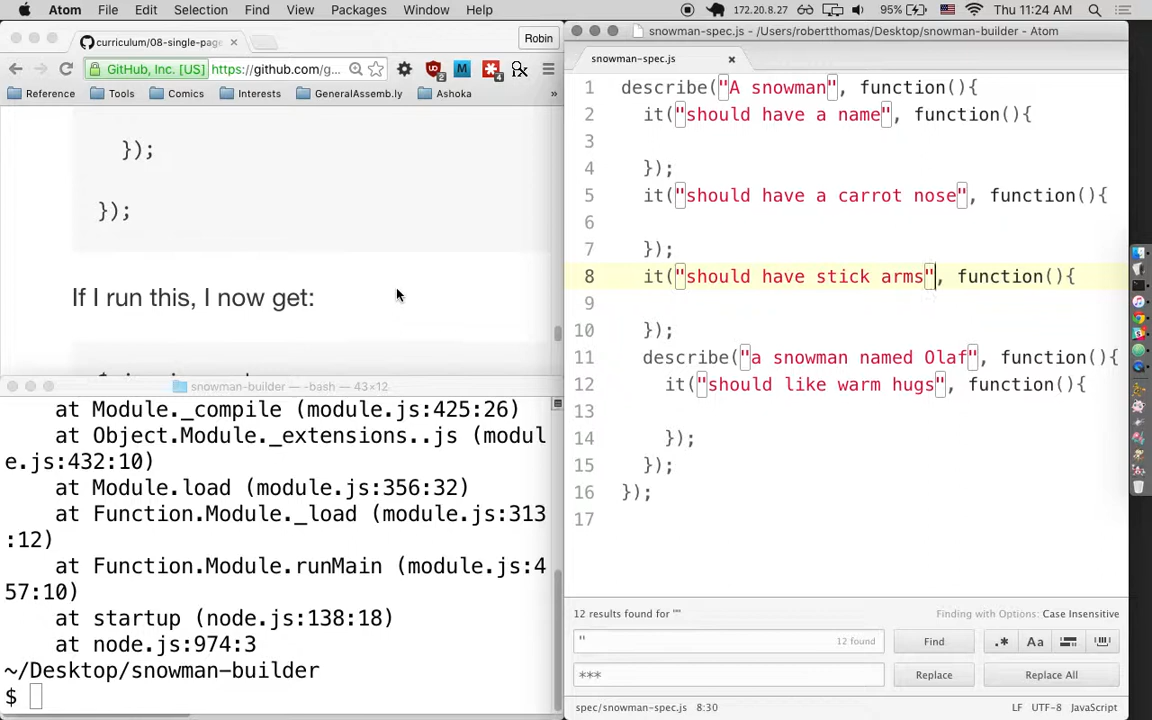 Atom File Edit Selection Find View Packages Window Help
172.20.8.27 95% Thu 11:24 AM
curriculum/08-single-page
Robin
GitHub, Inc. [US] https://github.com/g...
Reference Tools Comics Interests GeneralAssemb.ly Ashoka »
});
});
If I run this, I now get:
snowman-builder — -bash — 43×12
at Module._compile (module.js:425:26)
at Object.Module._extensions..js (modul
e.js:432:10)
at Module.load (module.js:356:32)
at Function.Module._load (module.js:313
:12)
at Function.Module.runMain (module.js:4
57:10)
at startup (node.js:138:18)
at node.js:974:3
~/Desktop/snowman-builder
$
snowman-spec.js - /Users/robertthomas/Desktop/snowman-builder - Atom
snowman-spec.js
1 describe("A snowman", function(){
2 it("should have a name", function(){
3
4 });
5 it("should have a carrot nose", function(){
6
7 });
8 it("should have stick arms", function(){
9
10 });
11 describe("a snowman named Olaf", function(){
12 it("should like warm hugs", function(){
13
14 });
15 });
16 });
17
12 results found for '"' Finding with Options: Case Insensitive
" 12 found Find .* Aa
*** Replace Replace All
spec/snowman-spec.js 8:30 LF UTF-8 JavaScript